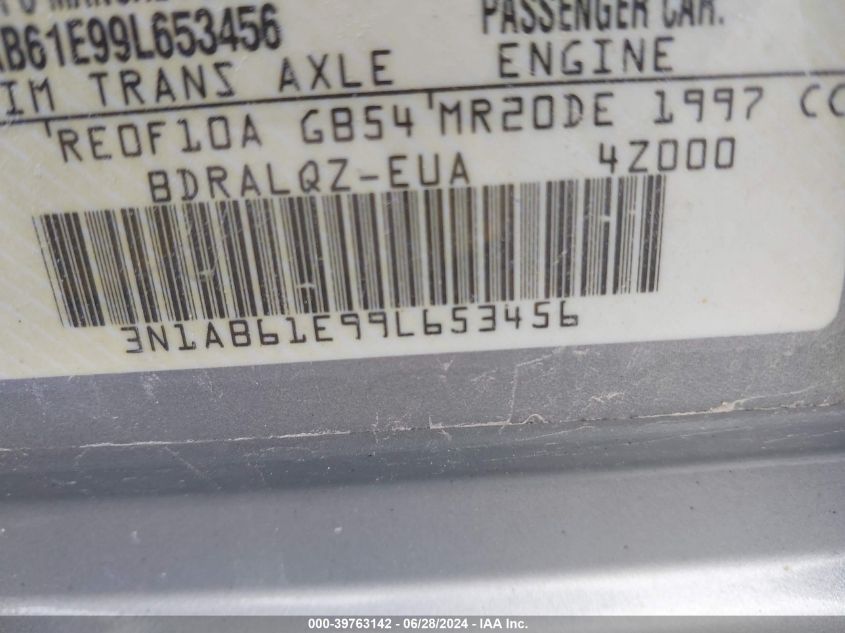 PASSENGER CAR.
AB61E99L653456
IM TRANS AXLE ENGINE
RE0F10A GB54 MR20DE 1997 CC
BDRALQZ-EUA 4Z000
3N1AB61E99L653456
000-39763142 / 06/28/2024 - IAA Inc.